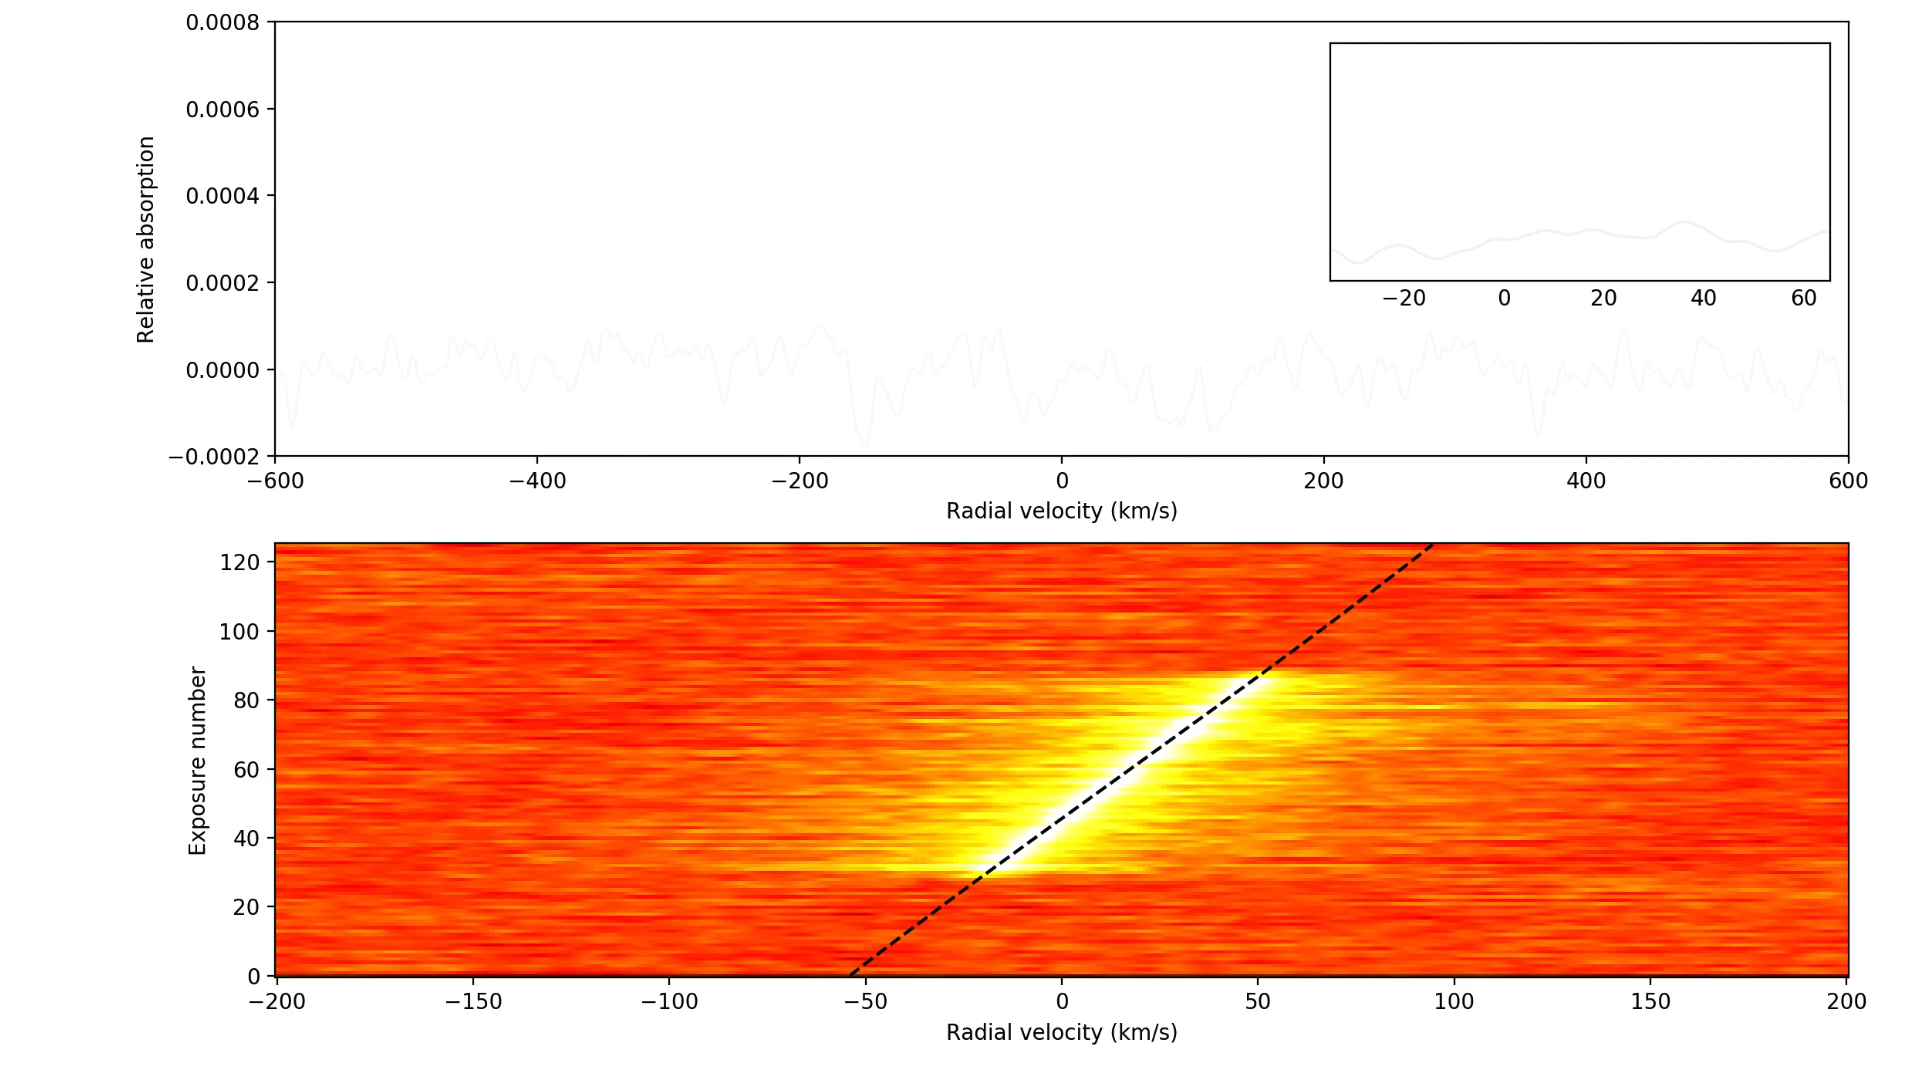 0.0008
0.0006
0.0004
0.0002
0.0000
−0.0002
Relative absorption
−20 0 20 40 60
−600 −400 −200 0 200 400 600
Radial velocity (km/s)
120
100
80
60
40
20
0
Exposure number
−200 −150 −100 −50 0 50 100 150 200
Radial velocity (km/s)